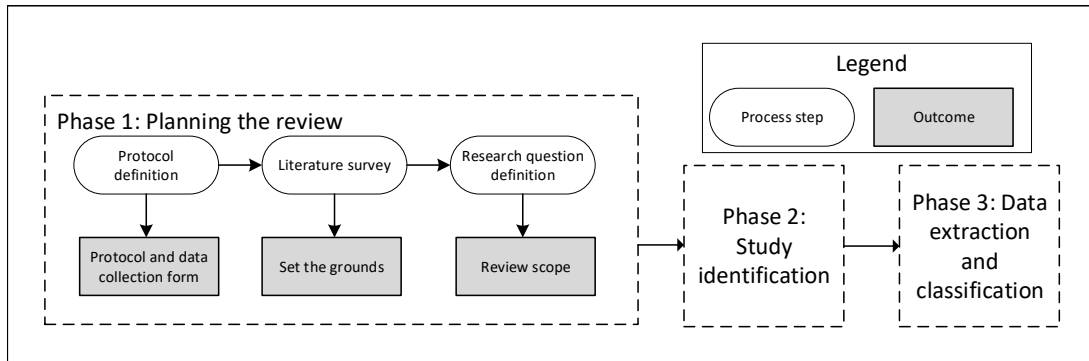 Legend
Process step
Outcome
Phase 1: Planning the review
Protocol
definition
Literature survey
Research question
definition
Protocol and data
collection form
Set the grounds
Review scope
Phase 2:
Study
identification
Phase 3: Data
extraction
and
classification